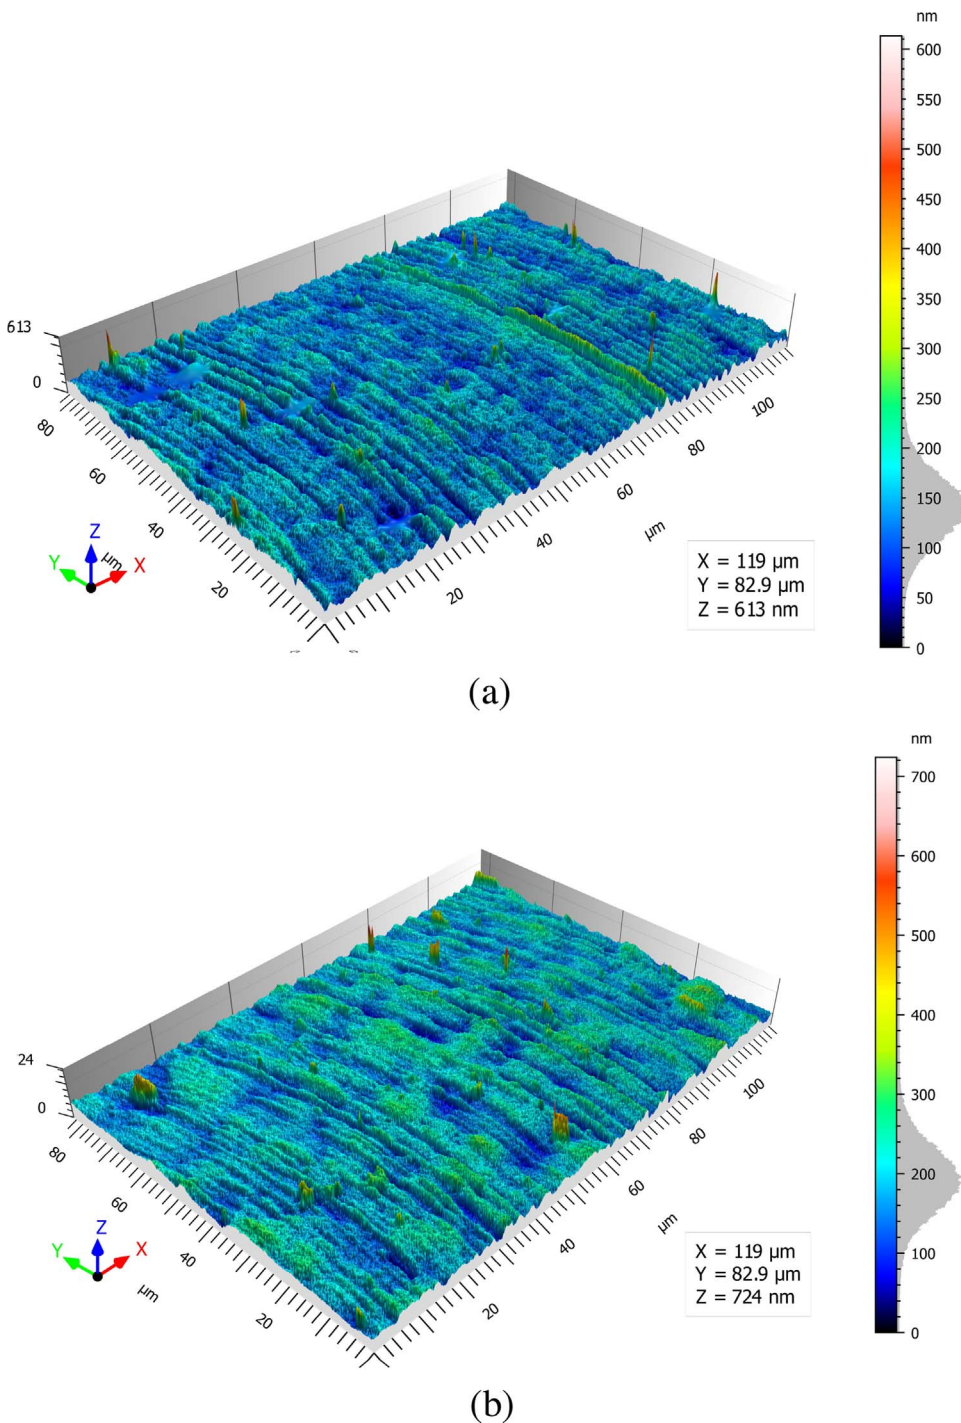 nm
600
550
500
450
400
350
300
250
200
150
100
50
0
613
0
80
60
40
20
µm
20
40
60
80
100
µm
Z
Y
X
X = 119 µm
Y = 82.9 µm
Z = 613 nm
(a)
nm
700
600
500
400
300
200
100
0
24
0
80
60
40
20
µm
20
40
60
80
100
µm
Z
Y
X
X = 119 µm
Y = 82.9 µm
Z = 724 nm
(b)